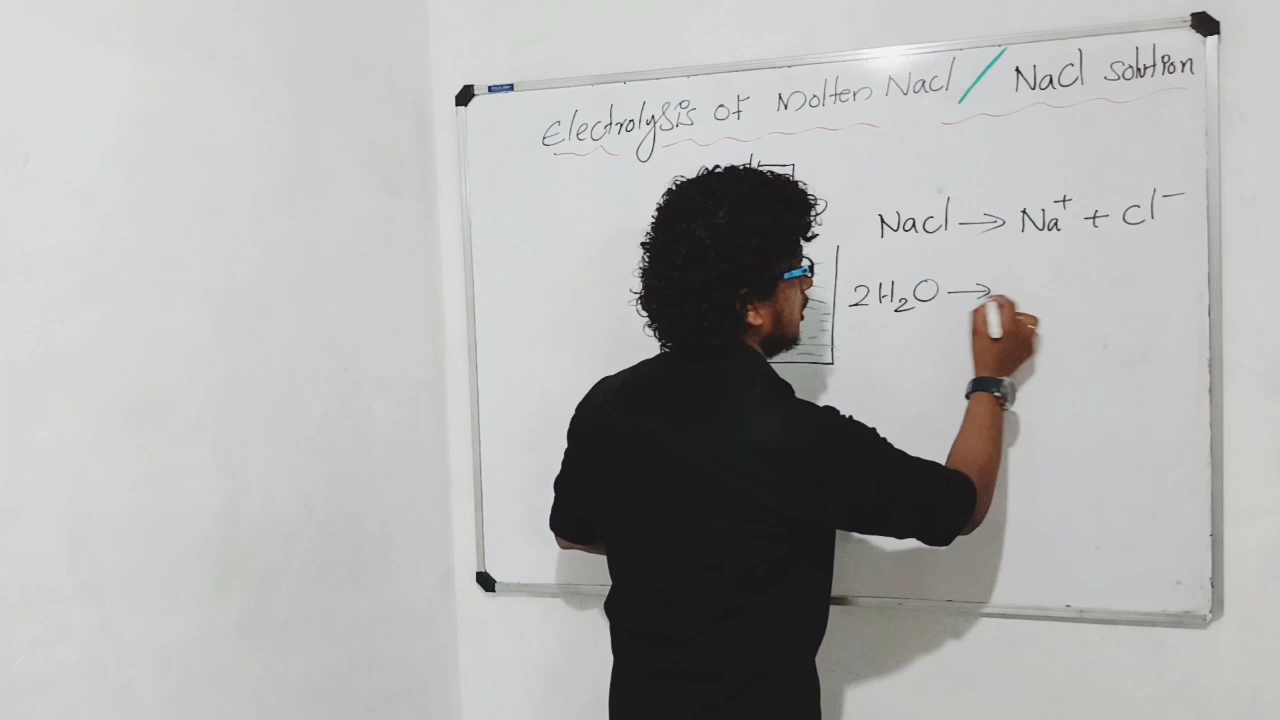 Electrolysis of Molten Nacl / NaCl solution
Nacl → Na⁺ + Cl⁻
2H₂O →